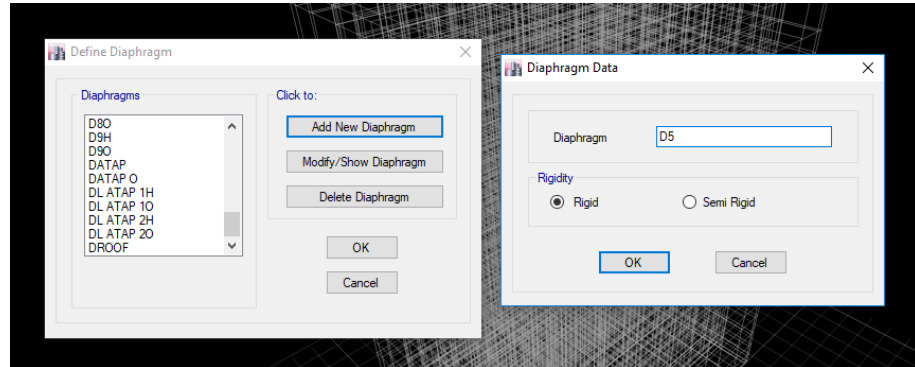 Define Diaphragm
Diaphragms
D8O
D9H
D9O
DATAP
DATAP O
DL ATAP 1H
DL ATAP 1O
DL ATAP 2H
DL ATAP 2O
DROOF
Click to:
Add New Diaphragm
Modify/Show Diaphragm
Delete Diaphragm
OK
Cancel
Diaphragm Data
Diaphragm D5
Rigidity
Rigid Semi Rigid
OK Cancel